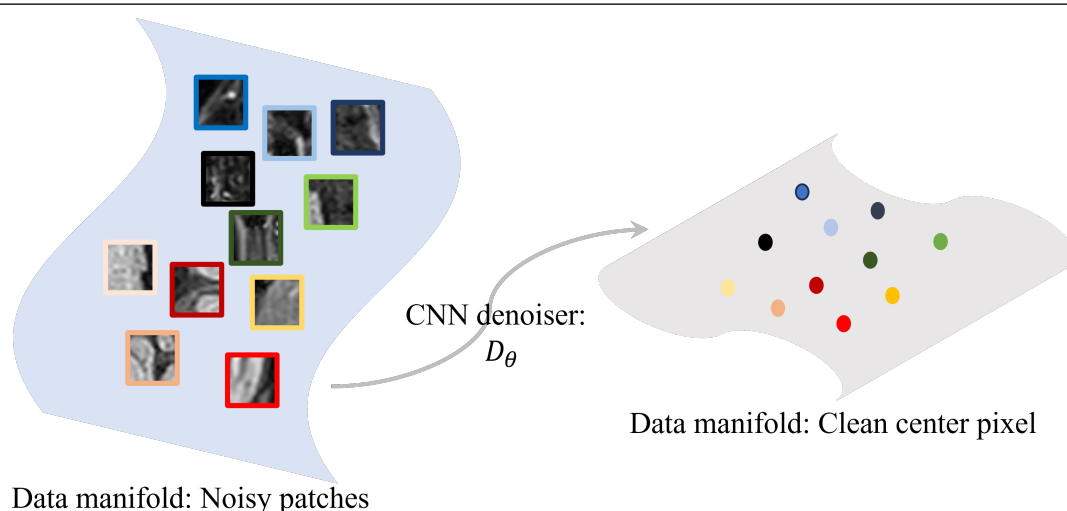 CNN denoiser:
D_θ
Data manifold: Clean center pixel
Data manifold: Noisy patches